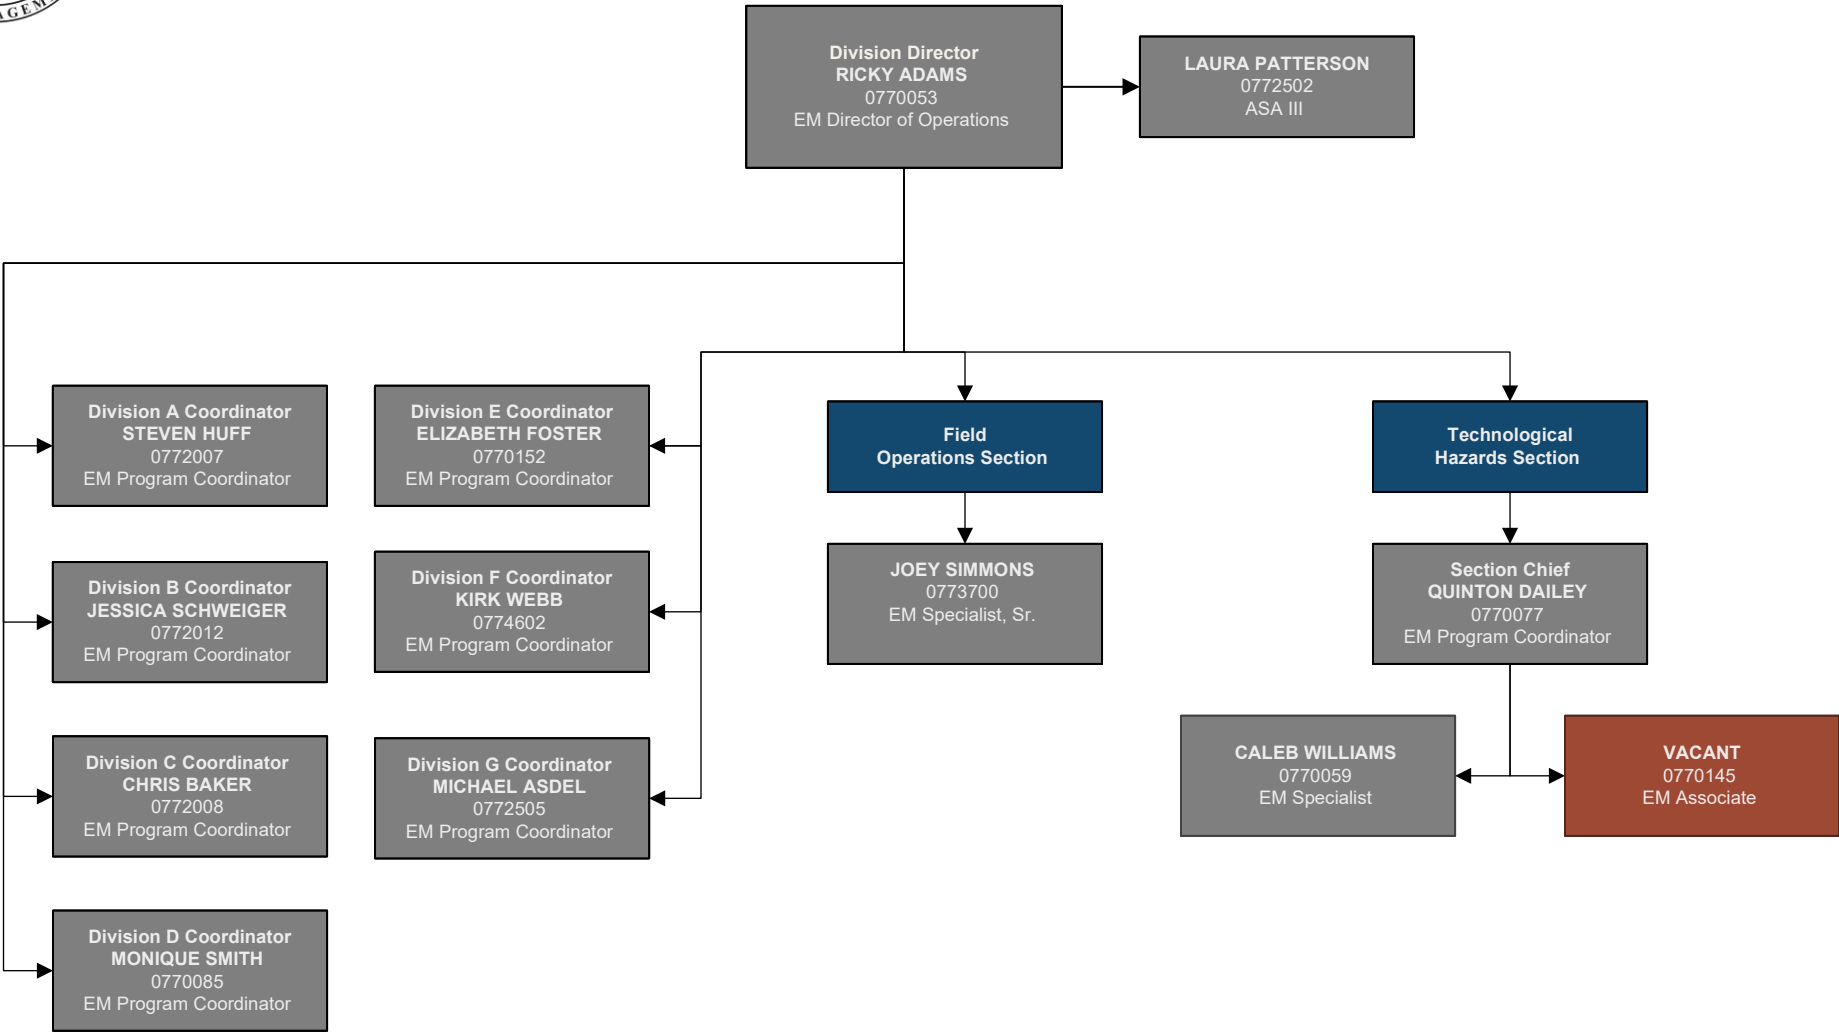 Division Director
RICKY ADAMS
0770053
EM Director of Operations
LAURA PATTERSON
0772502
ASA III
Division A Coordinator
STEVEN HUFF
0772007
EM Program Coordinator
Division E Coordinator
ELIZABETH FOSTER
0770152
EM Program Coordinator
Field
Operations Section
Technological
Hazards Section
Division B Coordinator
JESSICA SCHWEIGER
0772012
EM Program Coordinator
Division F Coordinator
KIRK WEBB
0774602
EM Program Coordinator
JOEY SIMMONS
0773700
EM Specialist, Sr.
Section Chief
QUINTON DAILEY
0770077
EM Program Coordinator
Division C Coordinator
CHRIS BAKER
0772008
EM Program Coordinator
Division G Coordinator
MICHAEL ASDEL
0772505
EM Program Coordinator
CALEB WILLIAMS
0770059
EM Specialist
VACANT
0770145
EM Associate
Division D Coordinator
MONIQUE SMITH
0770085
EM Program Coordinator